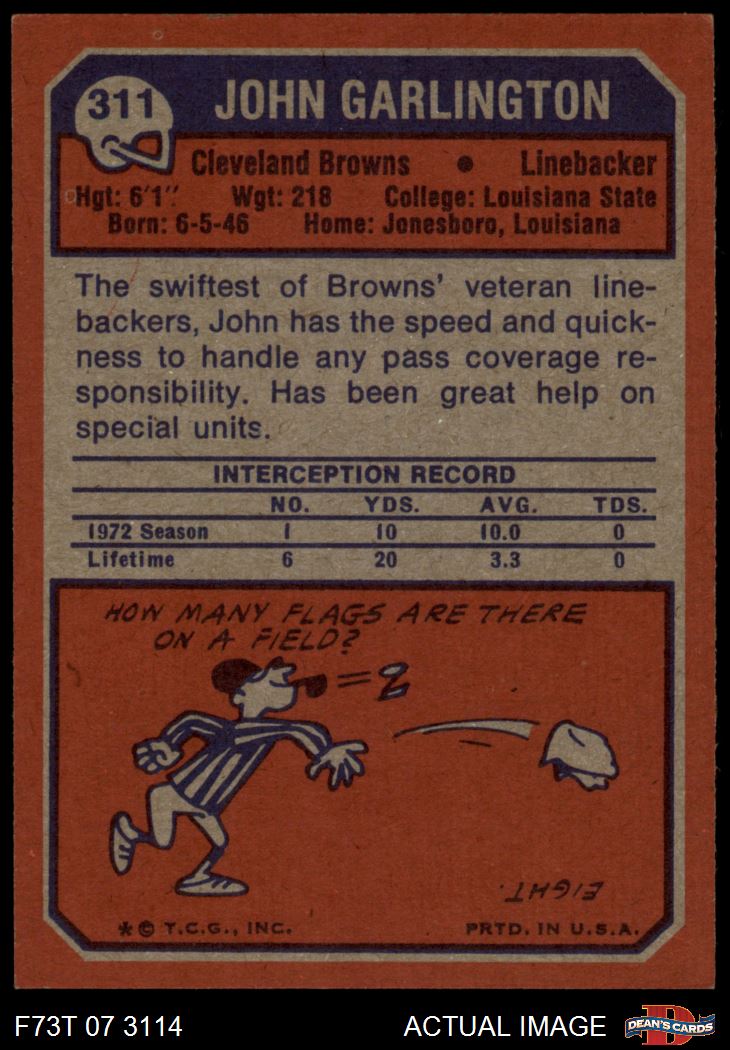 311
JOHN GARLINGTON
Cleveland Browns • Linebacker
Hgt: 6'1" Wgt: 218 College: Louisiana State
Born: 6-5-46 Home: Jonesboro, Louisiana
The swiftest of Browns' veteran line-
backers, John has the speed and quick-
ness to handle any pass coverage re-
sponsibility. Has been great help on
special units.
INTERCEPTION RECORD
NO. YDS. AVG. TDS.
1972 Season 1 10 10.0 0
Lifetime 6 20 3.3 0
HOW MANY FLAGS ARE THERE
ON A FIELD?
EIGHT.
* © T.C.G., INC. PRTD. IN U.S.A.
F73T 07 3114 ACTUAL IMAGE
D
DEAN'S CARDS